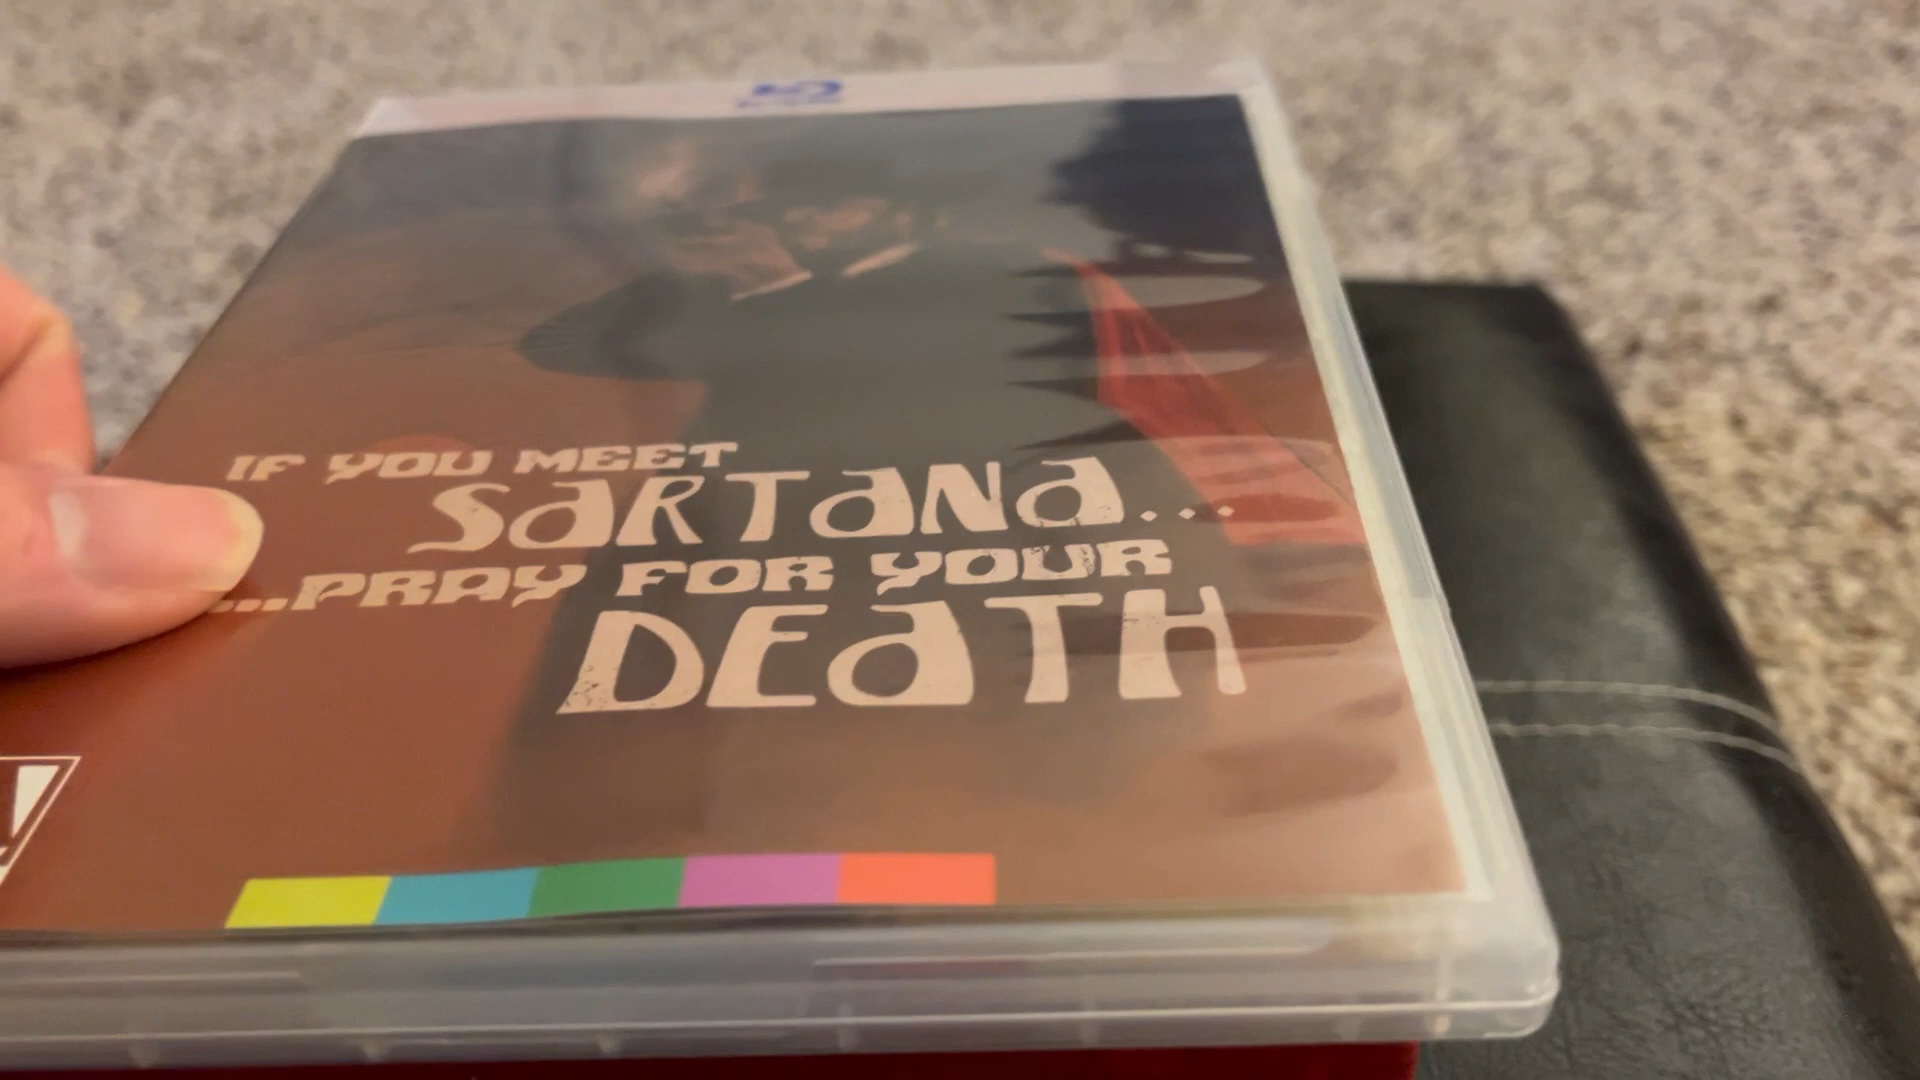 IF YOU MEET
SARTANA...
...PRAY FOR YOUR
DEATH